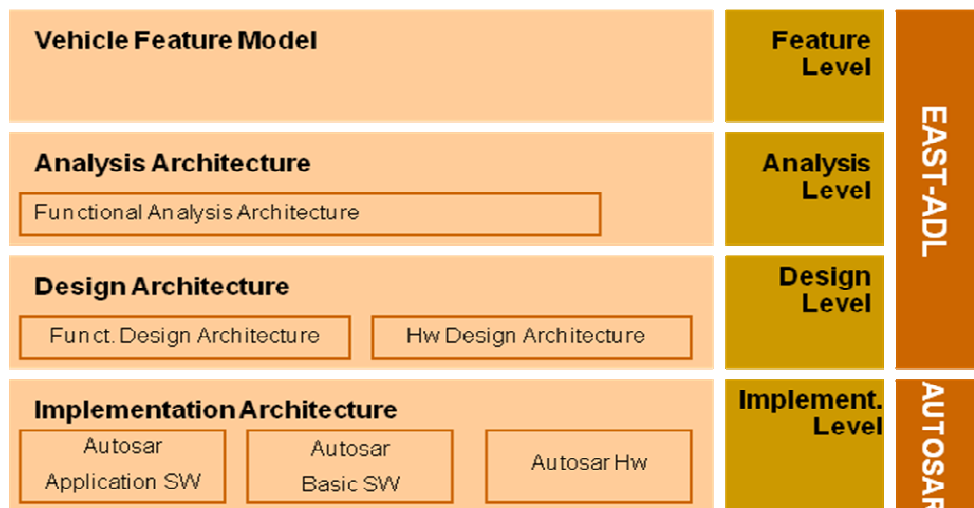 Vehicle Feature Model
Feature
Level
Analysis Architecture
Functional Analysis Architecture
Analysis
Level
Design Architecture
Funct. Design Architecture
Hw Design Architecture
Design
Level
Implementation Architecture
Autosar
Application SW
Autosar
Basic SW
Autosar Hw
Implement.
Level
EAST-ADL
AUTOSAR